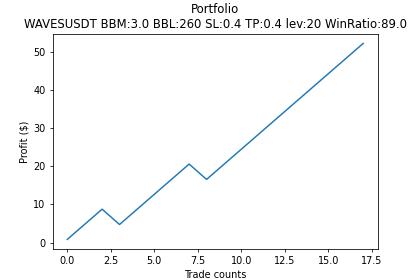 Portfolio
WAVESUSDT BBM:3.0 BBL:260 SL:0.4 TP:0.4 lev:20 WinRatio:89.0
Profit ($)
50
40
30
20
10
0
0.0 2.5 5.0 7.5 10.0 12.5 15.0 17.5
Trade counts